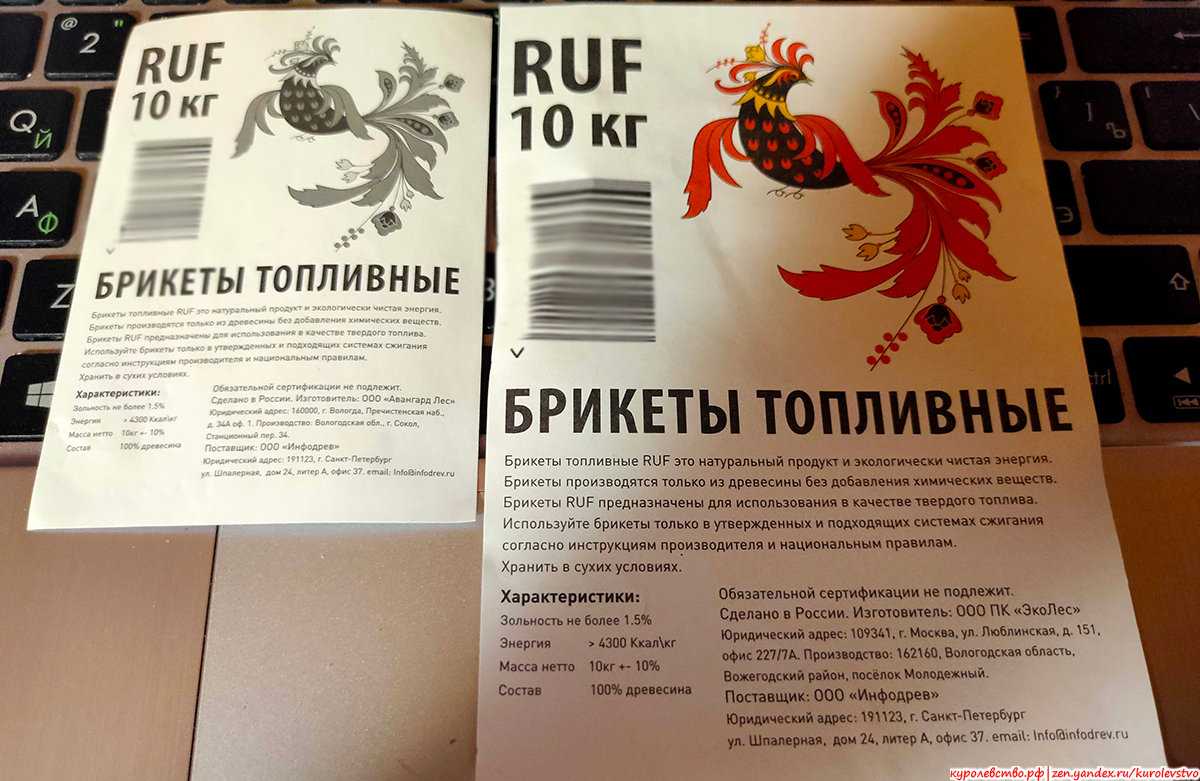 RUF
10 кг
БРИКЕТЫ ТОПЛИВНЫЕ
Брикеты топливные RUF это натуральный продукт и экологически чистая энергия.
Брикеты производятся только из древесины без добавления химических веществ.
Брикеты RUF предназначены для использования в качестве твердого топлива.
Используйте брикеты только в утвержденных и подходящих системах сжигания
согласно инструкциям производителя и национальным правилам.
Хранить в сухих условиях.
Характеристики:
Зольность не более 1.5%
Энергия > 4300 Ккал\кг
Масса нетто 10кг +- 10%
Состав 100% древесина
Обязательной сертификации не подлежит.
Сделано в России. Изготовитель: ООО «Авангард Лес»
Юридический адрес: 160000, г. Вологда, Пречистенская наб.,
д. 34А оф. 1. Производство: Вологодская обл., г. Сокол,
Станционный пер. 34.
Поставщик: ООО «Инфодрев»
Юридический адрес: 191123, г. Санкт-Петербург
ул. Шпалерная, дом 24, литер А, офис 37. email: Info@infodrev.ru
RUF
10 кг
БРИКЕТЫ ТОПЛИВНЫЕ
Брикеты топливные RUF это натуральный продукт и экологически чистая энергия.
Брикеты производятся только из древесины без добавления химических веществ.
Брикеты RUF предназначены для использования в качестве твердого топлива.
Используйте брикеты только в утвержденных и подходящих системах сжигания
согласно инструкциям производителя и национальным правилам.
Хранить в сухих условиях.
Характеристики:
Зольность не более 1.5%
Энергия > 4300 Ккал\кг
Масса нетто 10кг +- 10%
Состав 100% древесина
Обязательной сертификации не подлежит.
Сделано в России. Изготовитель: ООО ПК «ЭкоЛес»
Юридический адрес: 109341, г. Москва, ул. Люблинская, д. 151,
офис 227/7А. Производство: 162160, Вологодская область,
Вожегодский район, посёлок Молодежный.
Поставщик: ООО «Инфодрев»
Юридический адрес: 191123, г. Санкт-Петербург
ул. Шпалерная, дом 24, литер А, офис 37. email: Info@infodrev.ru
@ 2 "
Q Й
A Ф
Z
Ъ
Э
ctrl
куролевство.рф | zen.yandex.ru/kurolevstvo